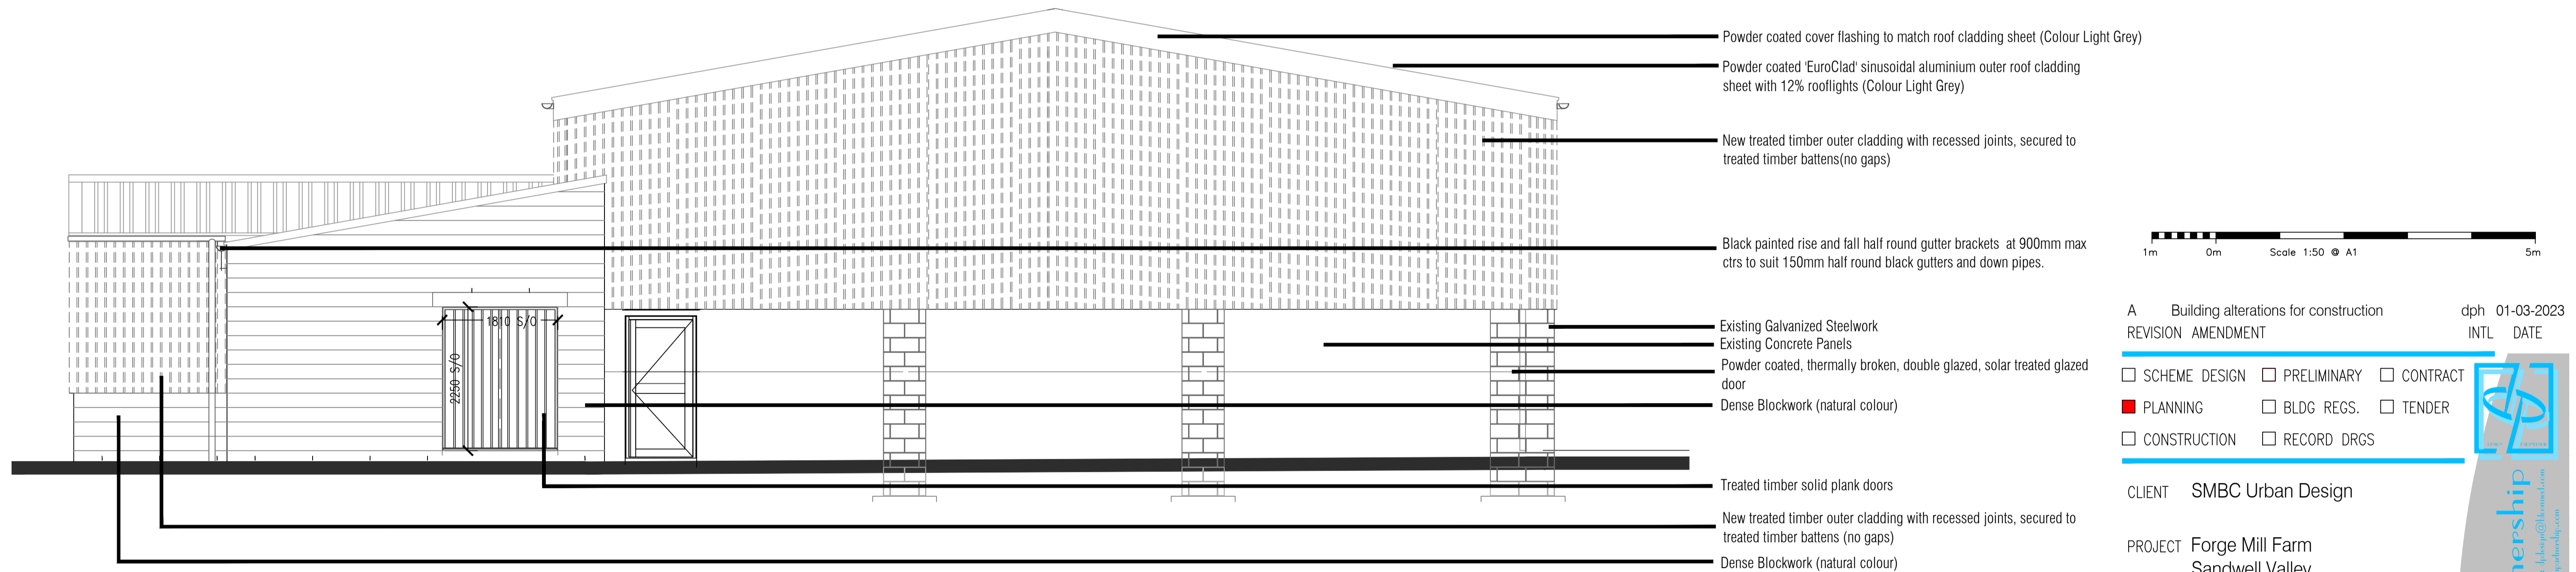 Powder coated cover flashing to match roof cladding sheet (Colour Light Grey)
Powder coated 'EuroClad' sinusoidal aluminium outer roof cladding
sheet with 12% rooflights (Colour Light Grey)
New treated timber outer cladding with recessed joints, secured to
treated timber battens(no gaps)
Black painted rise and fall half round gutter brackets at 900mm max
ctrs to suit 150mm half round black gutters and down pipes.
Existing Galvanized Steelwork
Existing Concrete Panels
Powder coated, thermally broken, double glazed, solar treated glazed
door
Dense Blockwork (natural colour)
Treated timber solid plank doors
New treated timber outer cladding with recessed joints, secured to
treated timber battens (no gaps)
Dense Blockwork (natural colour)
1810 S/O
2250 S/O
1m 0m Scale 1:50 @ A1 5m
A Building alterations for construction dph 01-03-2023
REVISION AMENDMENT INTL DATE
SCHEME DESIGN PRELIMINARY CONTRACT
PLANNING BLDG REGS. TENDER
CONSTRUCTION RECORD DRGS
CLIENT SMBC Urban Design
PROJECT Forge Mill Farm
Sandwell Valley